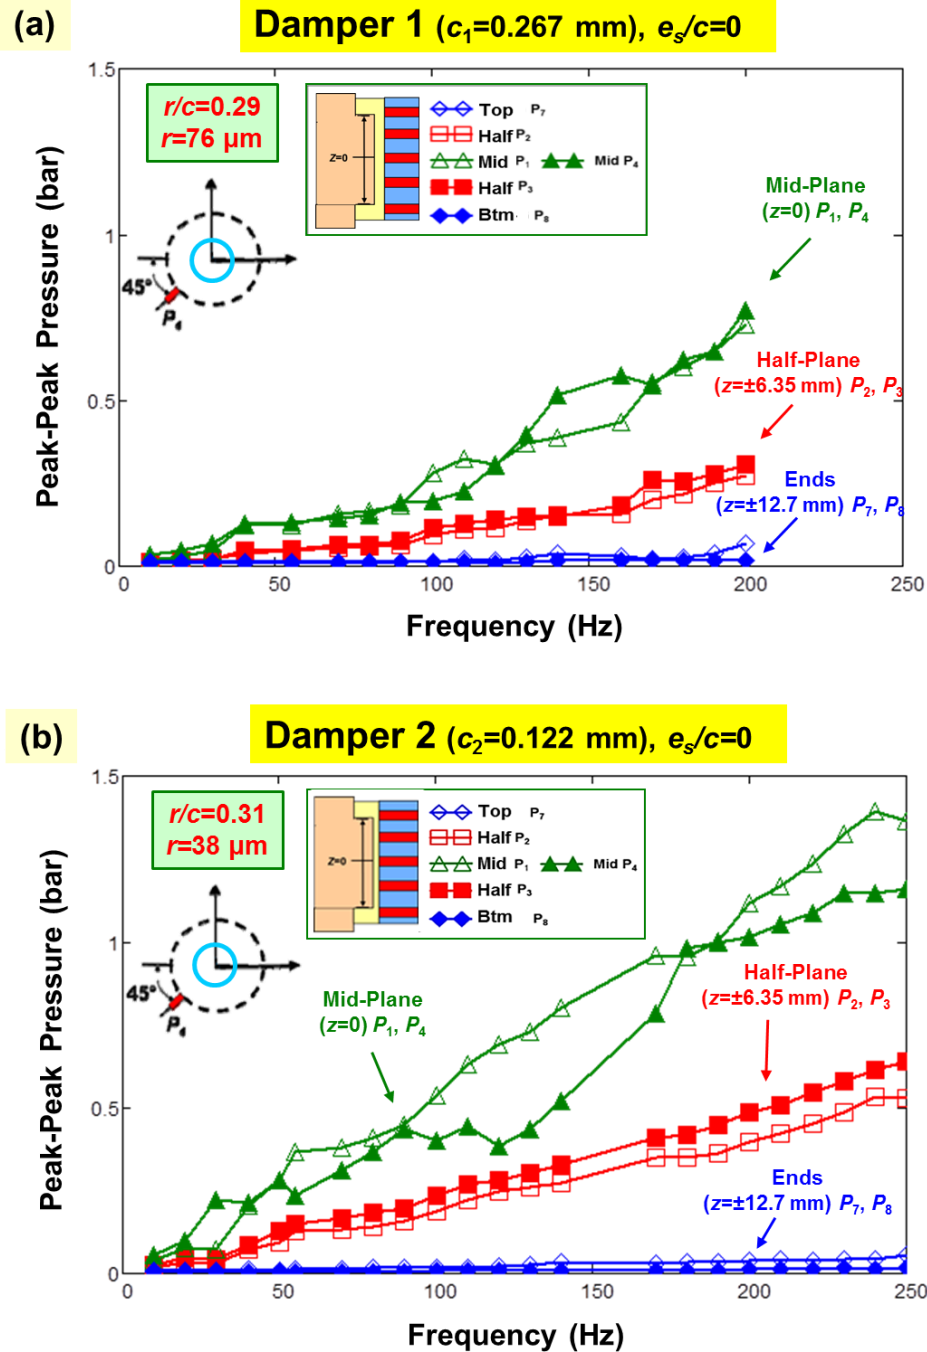 (a)
Damper 1 (c₁=0.267 mm), eₛ/c=0
1.5
1
0.5
0
Peak-Peak Pressure (bar)
r/c=0.29
r=76 µm
45°
P₄
Z=0
Top P₇
Half P₂
Mid P₁ Mid P₄
Half P₃
Btm P₈
Mid-Plane
(z=0) P₁, P₄
Half-Plane
(z=±6.35 mm) P₂, P₃
Ends
(z=±12.7 mm) P₇, P₈
0 50 100 150 200 250
Frequency (Hz)
(b)
Damper 2 (c₂=0.122 mm), eₛ/c=0
1.5
1
0.5
0
Peak-Peak Pressure (bar)
r/c=0.31
r=38 µm
45°
P₄
Z=0
Top P₇
Half P₂
Mid P₁ Mid P₄
Half P₃
Btm P₈
Mid-Plane
(z=0) P₁, P₄
Half-Plane
(z=±6.35 mm) P₂, P₃
Ends
(z=±12.7 mm) P₇, P₈
0 50 100 150 200 250
Frequency (Hz)